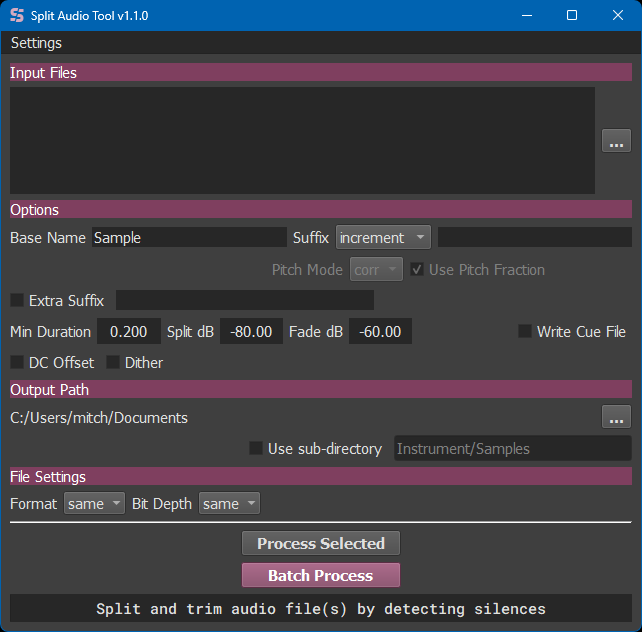 Split Audio Tool v1.1.0
Settings
Input Files
...
Options
Base Name Sample Suffix increment
Pitch Mode corr Use Pitch Fraction
Extra Suffix
Min Duration 0.200 Split dB -80.00 Fade dB -60.00 Write Cue File
DC Offset Dither
Output Path
C:/Users/mitch/Documents ...
Use sub-directory Instrument/Samples
File Settings
Format same Bit Depth same
Process Selected
Batch Process
Split and trim audio file(s) by detecting silences